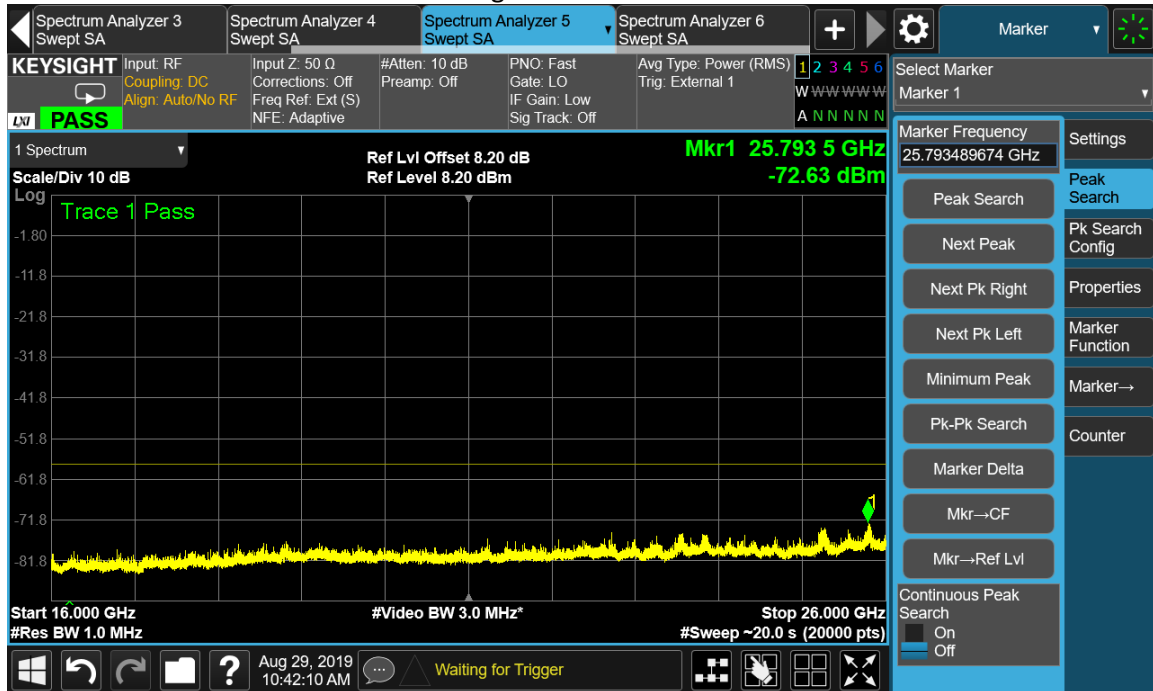 Spectrum Analyzer 3
Swept SA
Spectrum Analyzer 4
Swept SA
Spectrum Analyzer 5
Swept SA
Spectrum Analyzer 6
Swept SA
+
Marker
KEYSIGHT
LXI PASS
Input: RF
Coupling: DC
Align: Auto/No RF
Input Z: 50 Ω
Corrections: Off
Freq Ref: Ext (S)
NFE: Adaptive
#Atten: 10 dB
Preamp: Off
PNO: Fast
Gate: LO
IF Gain: Low
Sig Track: Off
Avg Type: Power (RMS)
Trig: External 1
1 2 3 4 5 6
W W W W W W
A N N N N N
Select Marker
Marker 1
1 Spectrum
Scale/Div 10 dB
Ref Lvl Offset 8.20 dB
Ref Level 8.20 dBm
Mkr1 25.793 5 GHz
-72.63 dBm
Log
Trace 1 Pass
-1.80
-11.8
-21.8
-31.8
-41.8
-51.8
-61.8
-71.8
-81.8
1
Start 16.000 GHz
#Res BW 1.0 MHz
#Video BW 3.0 MHz*
Stop 26.000 GHz
#Sweep ~20.0 s (20000 pts)
Marker Frequency
25.793489674 GHz
Peak Search
Next Peak
Next Pk Right
Next Pk Left
Minimum Peak
Pk-Pk Search
Marker Delta
Mkr→CF
Mkr→Ref Lvl
Continuous Peak
Search
On
Off
Settings
Peak
Search
Pk Search
Config
Properties
Marker
Function
Marker→
Counter
?
Aug 29, 2019
10:42:10 AM
Waiting for Trigger